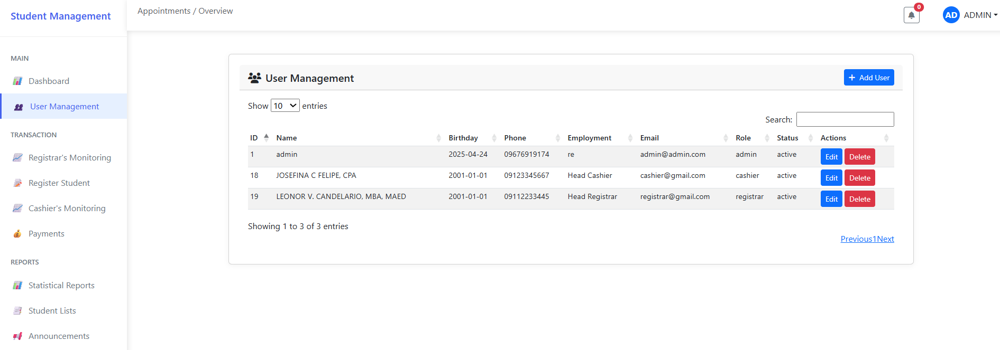 Student Management
MAIN
Dashboard
User Management
TRANSACTION
Registrar's Monitoring
Register Student
Cashier's Monitoring
Payments
REPORTS
Statistical Reports
Student Lists
Announcements
Appointments / Overview
0
AD ADMIN
User Management
+ Add User
Show 10 entries
Search:
ID Name Birthday Phone Employment Email Role Status Actions
1 admin 2025-04-24 09676919174 re admin@admin.com admin active Edit Delete
18 JOSEFINA C FELIPE, CPA 2001-01-01 09123345667 Head Cashier cashier@gmail.com cashier active Edit Delete
19 LEONOR V. CANDELARIO, MBA, MAED 2001-01-01 09112233445 Head Registrar registrar@gmail.com registrar active Edit Delete
Showing 1 to 3 of 3 entries
Previous1Next